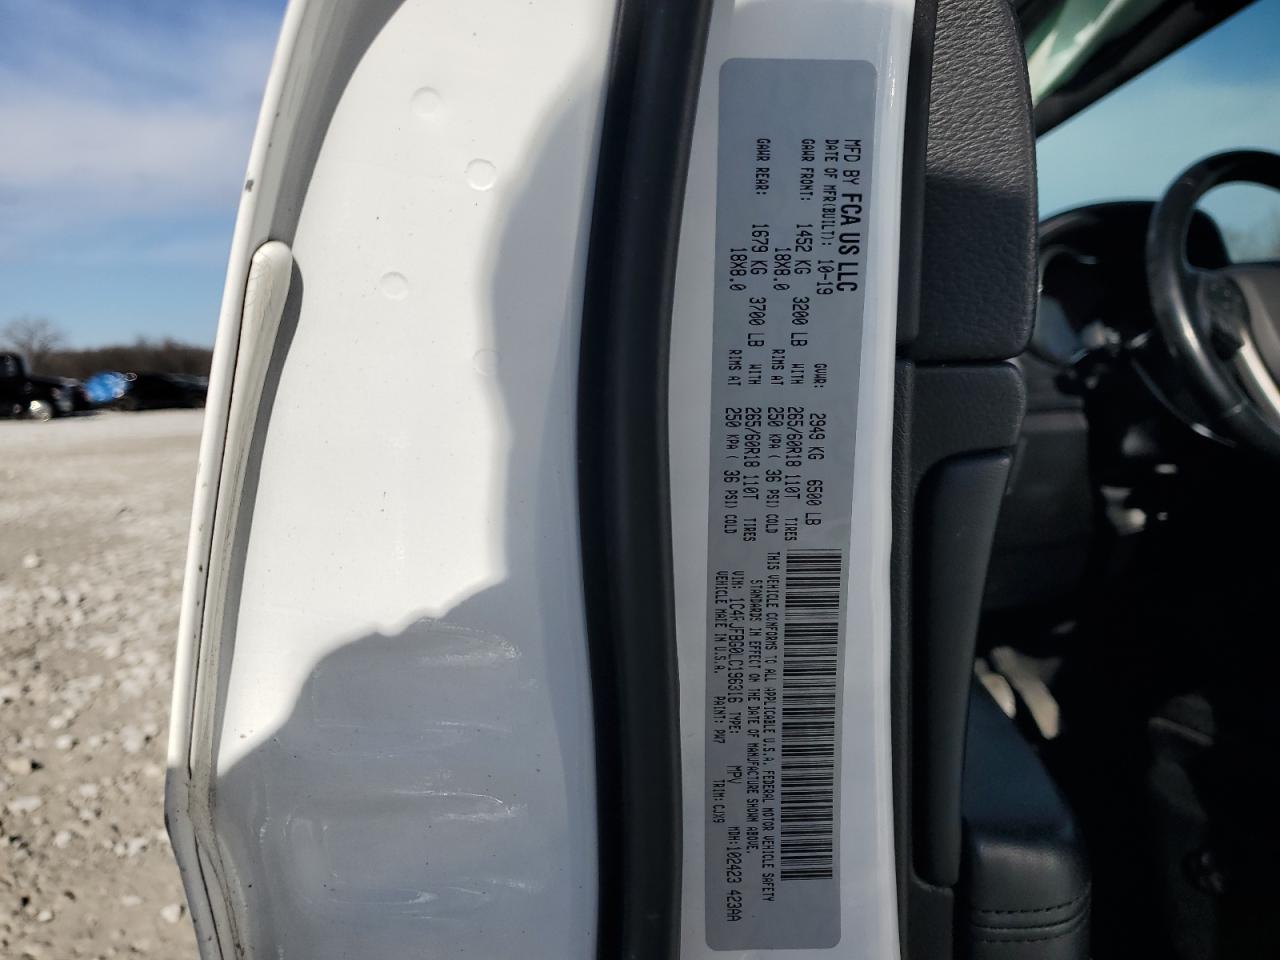 MFD BY FCA US LLC
DATE OF MFR(BUILT): 10-19 GVWR: 2949 KG 6500 LB
GAWR FRONT: 1452 KG 3200 LB WITH 265/60R18 110T TIRES
18X8.0 RIMS AT 250 KPA ( 36 PSI) COLD
GAWR REAR: 1679 KG 3700 LB WITH 265/60R18 110T TIRES
18X8.0 RIMS AT 250 KPA ( 36 PSI) COLD
THIS VEHICLE CONFORMS TO ALL APPLICABLE U.S.A. FEDERAL MOTOR VEHICLE SAFETY
STANDARDS IN EFFECT ON THE DATE OF MANUFACTURE SHOWN ABOVE.
VIN: 1C4RJFBG0LC196316 TYPE: MPV MDH:102423 423AA
VEHICLE MADE IN U.S.A. PAINT: PW7 TRIM: CJX9